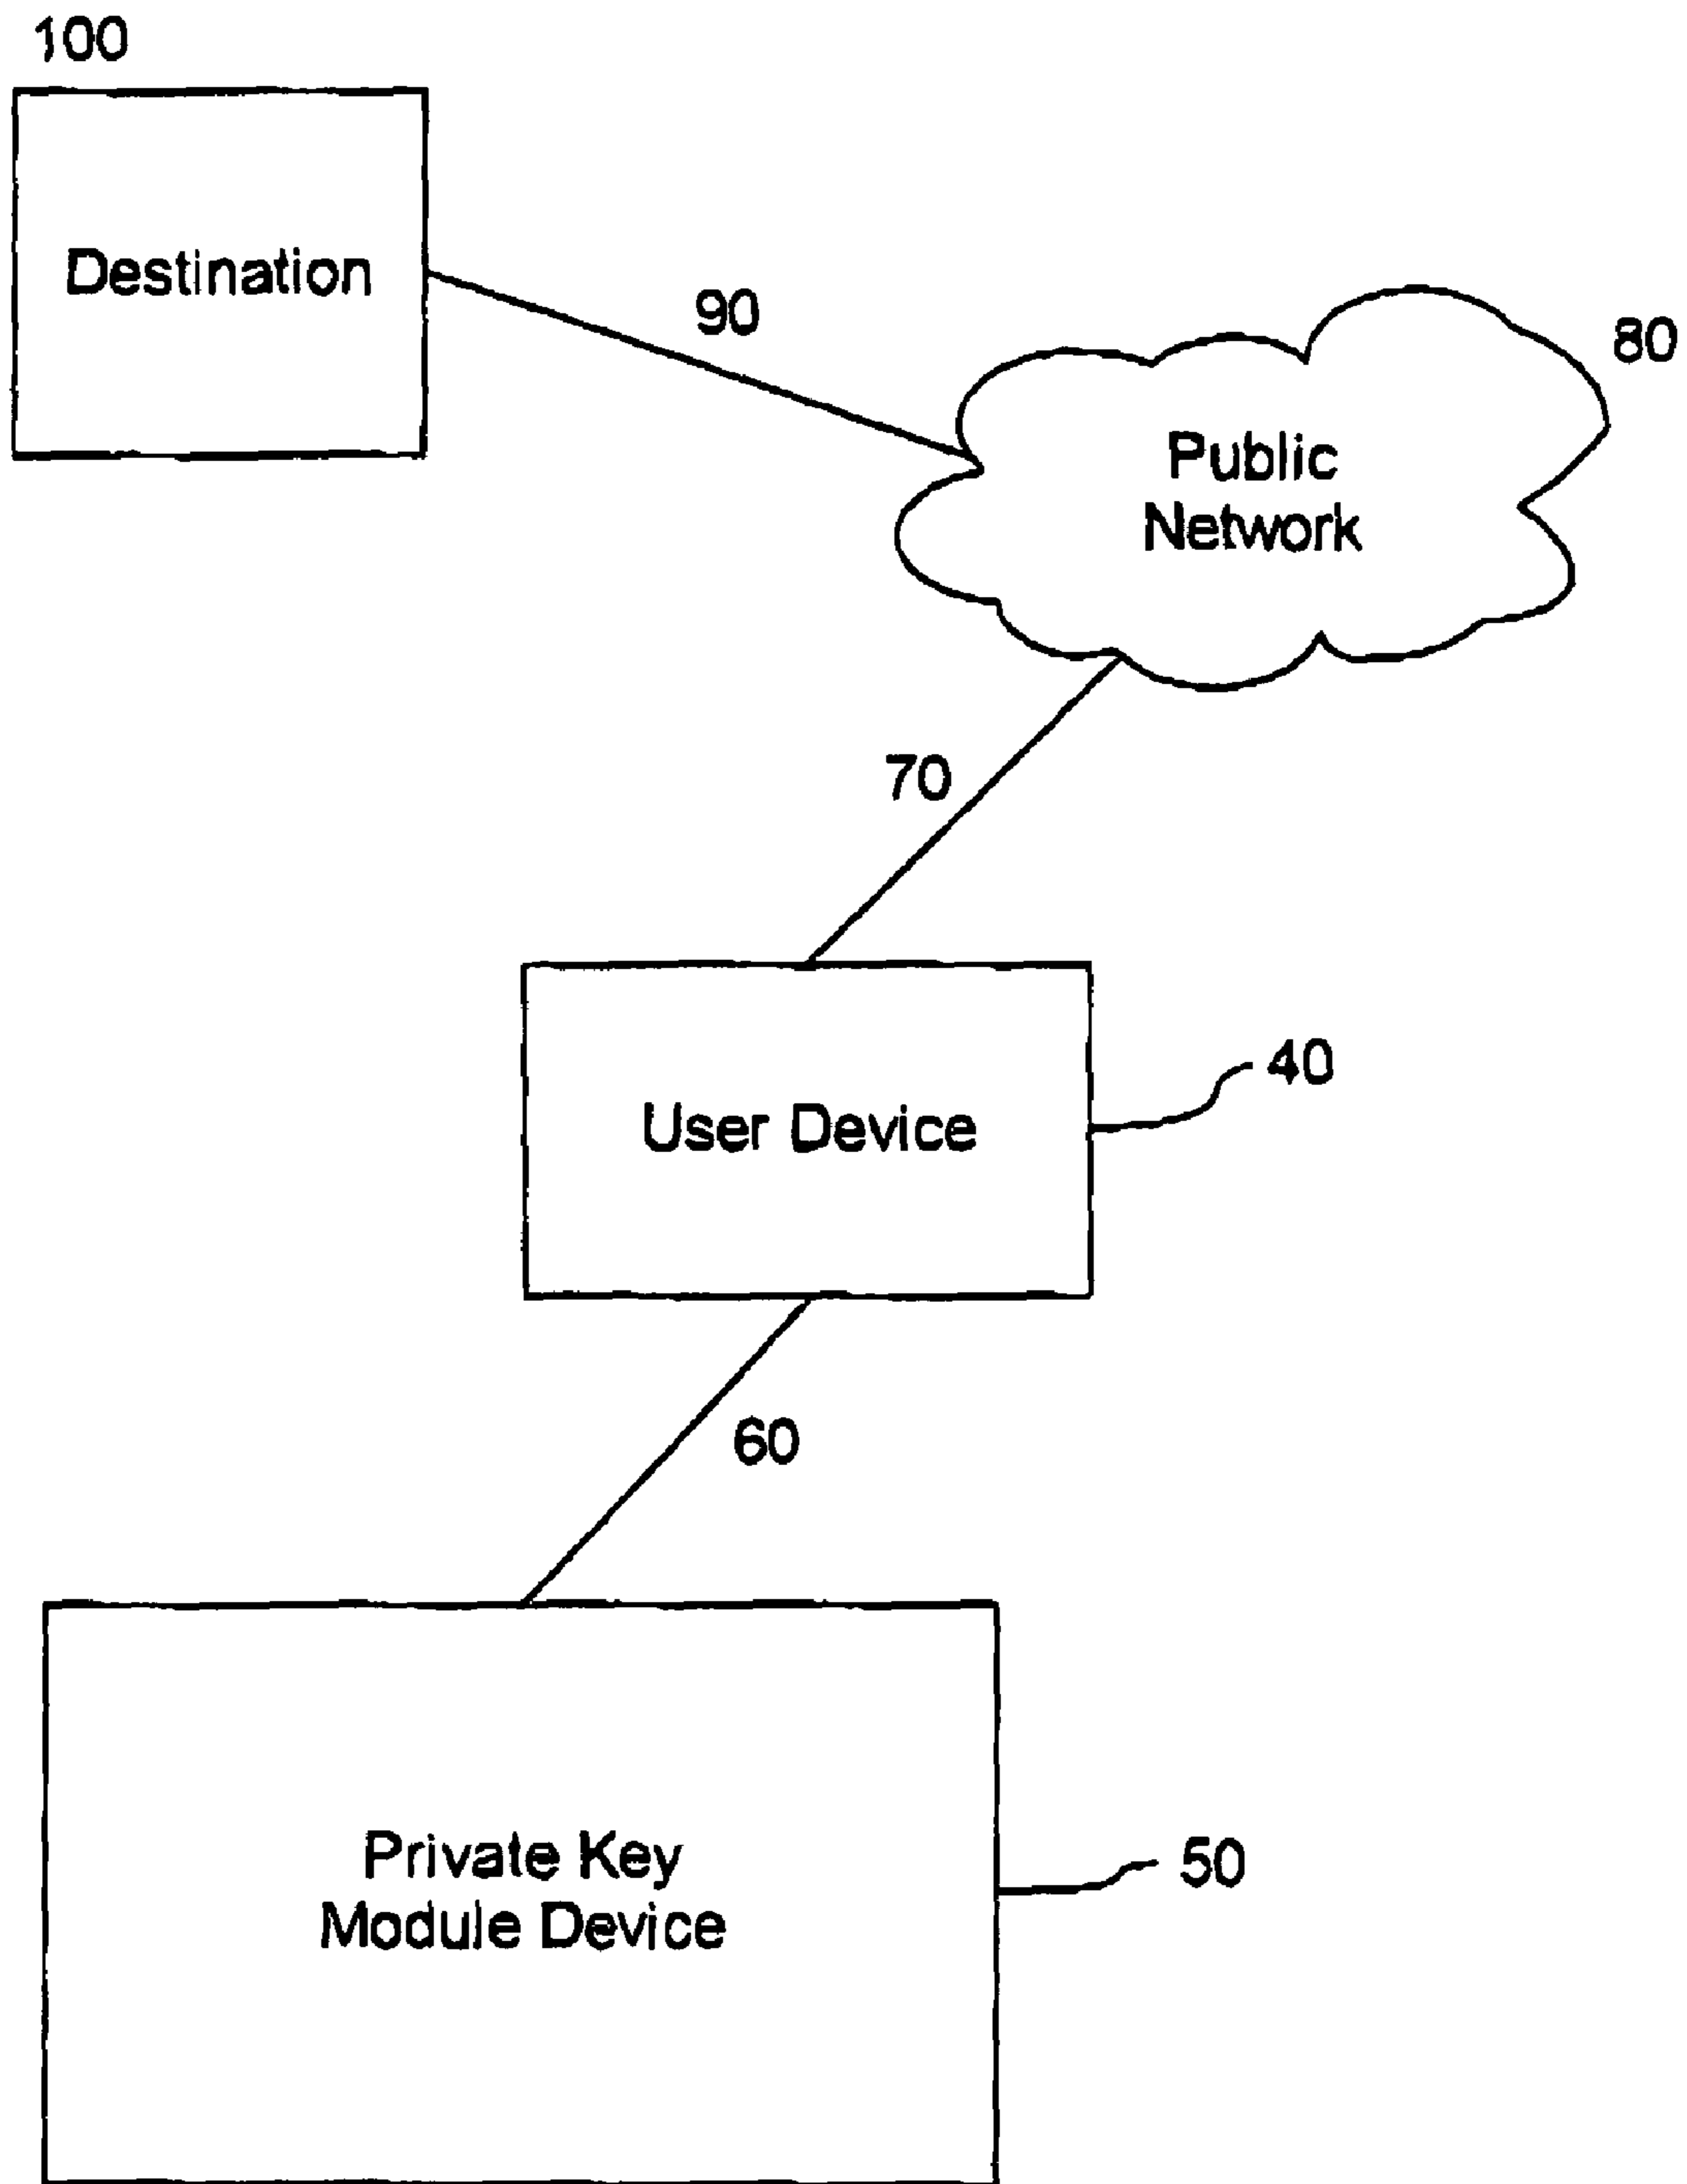 100
Destination
90
80
Public
Network
70
40
User Device
60
Private Key
Module Device
50